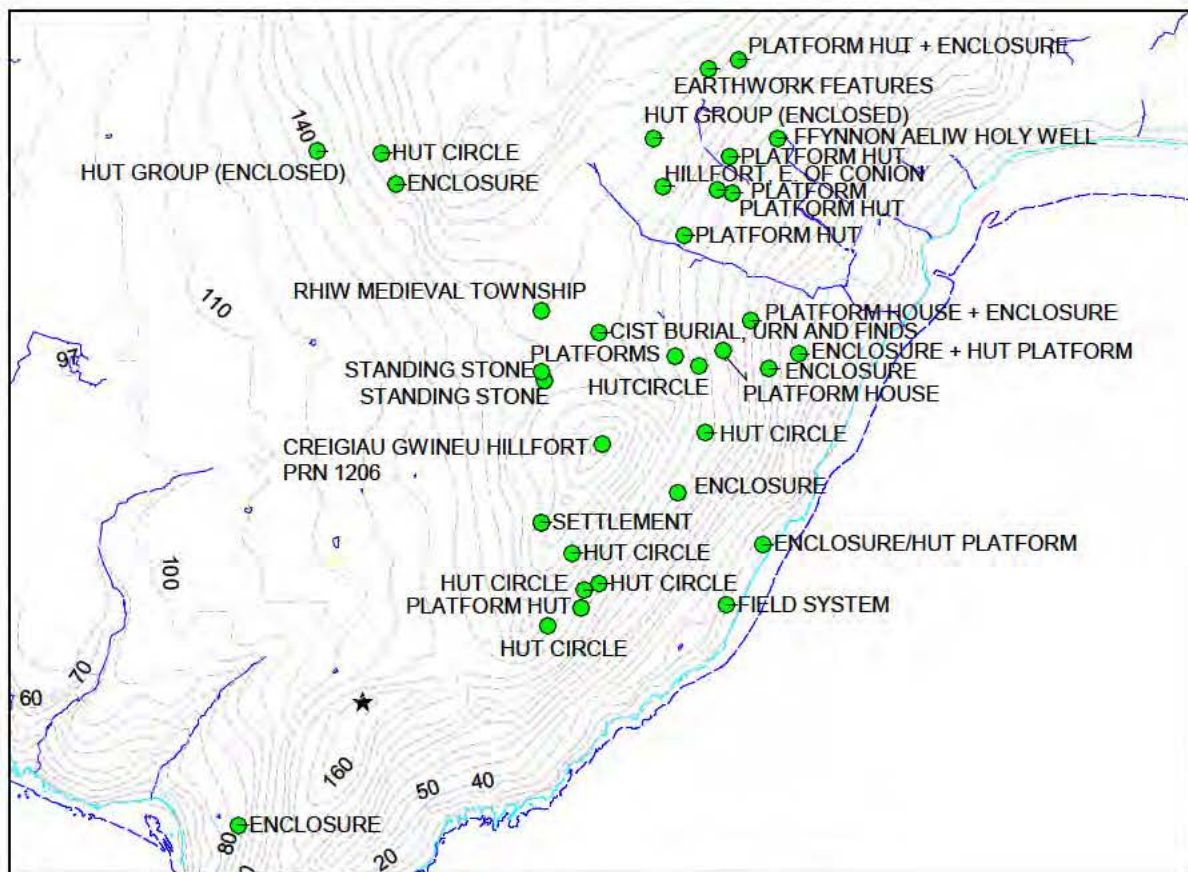 PLATFORM HUT + ENCLOSURE
EARTHWORK FEATURES
HUT GROUP (ENCLOSED)
FFYNNON AELIW HOLY WELL
140
HUT CIRCLE
PLATFORM HUT
HUT GROUP (ENCLOSED)
HILLFORT, E. OF CONION
ENCLOSURE
PLATFORM
PLATFORM HUT
PLATFORM HUT
RHIW MEDIEVAL TOWNSHIP
110
PLATFORM HOUSE + ENCLOSURE
CIST BURIAL, URN AND FINDS
97
PLATFORMS
ENCLOSURE + HUT PLATFORM
STANDING STONE
ENCLOSURE
HUTCIRCLE
STANDING STONE
PLATFORM HOUSE
HUT CIRCLE
CREIGIAU GWINEU HILLFORT
PRN 1206
ENCLOSURE
SETTLEMENT
ENCLOSURE/HUT PLATFORM
HUT CIRCLE
100
HUT CIRCLE
HUT CIRCLE
PLATFORM HUT
FIELD SYSTEM
HUT CIRCLE
70
60
160
50
40
ENCLOSURE
80
20